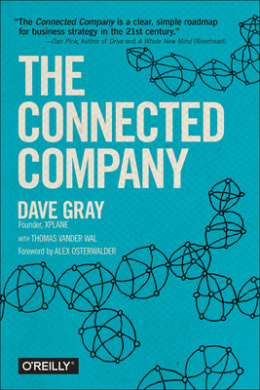 "The Connected Company is a clear, simple roadmap
for business strategy in the 21st century."
—Dan Pink, Author of Drive and A Whole New Mind (Riverhead)
THE
CONNECTED
COMPANY
DAVE GRAY
Founder, XPLANE
WITH THOMAS VANDER WAL
Foreword by ALEX OSTERWALDER
O'REILLY®